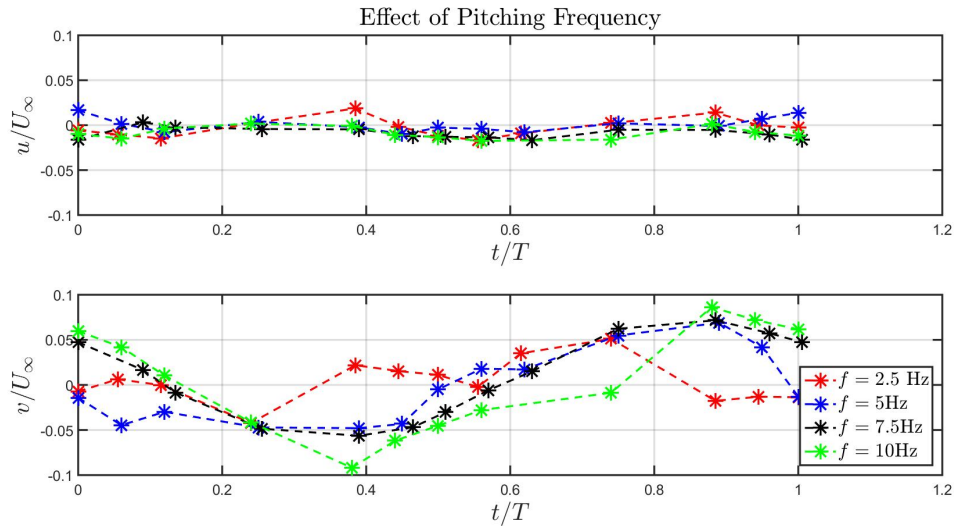 Effect of Pitching Frequency
0.1
0.05
0
-0.05
-0.1
u/U∞
0 0.2 0.4 0.6 0.8 1 1.2
t/T
0.1
0.05
0
-0.05
-0.1
v/U∞
f = 2.5 Hz
f = 5Hz
f = 7.5Hz
f = 10Hz
0 0.2 0.4 0.6 0.8 1 1.2
t/T